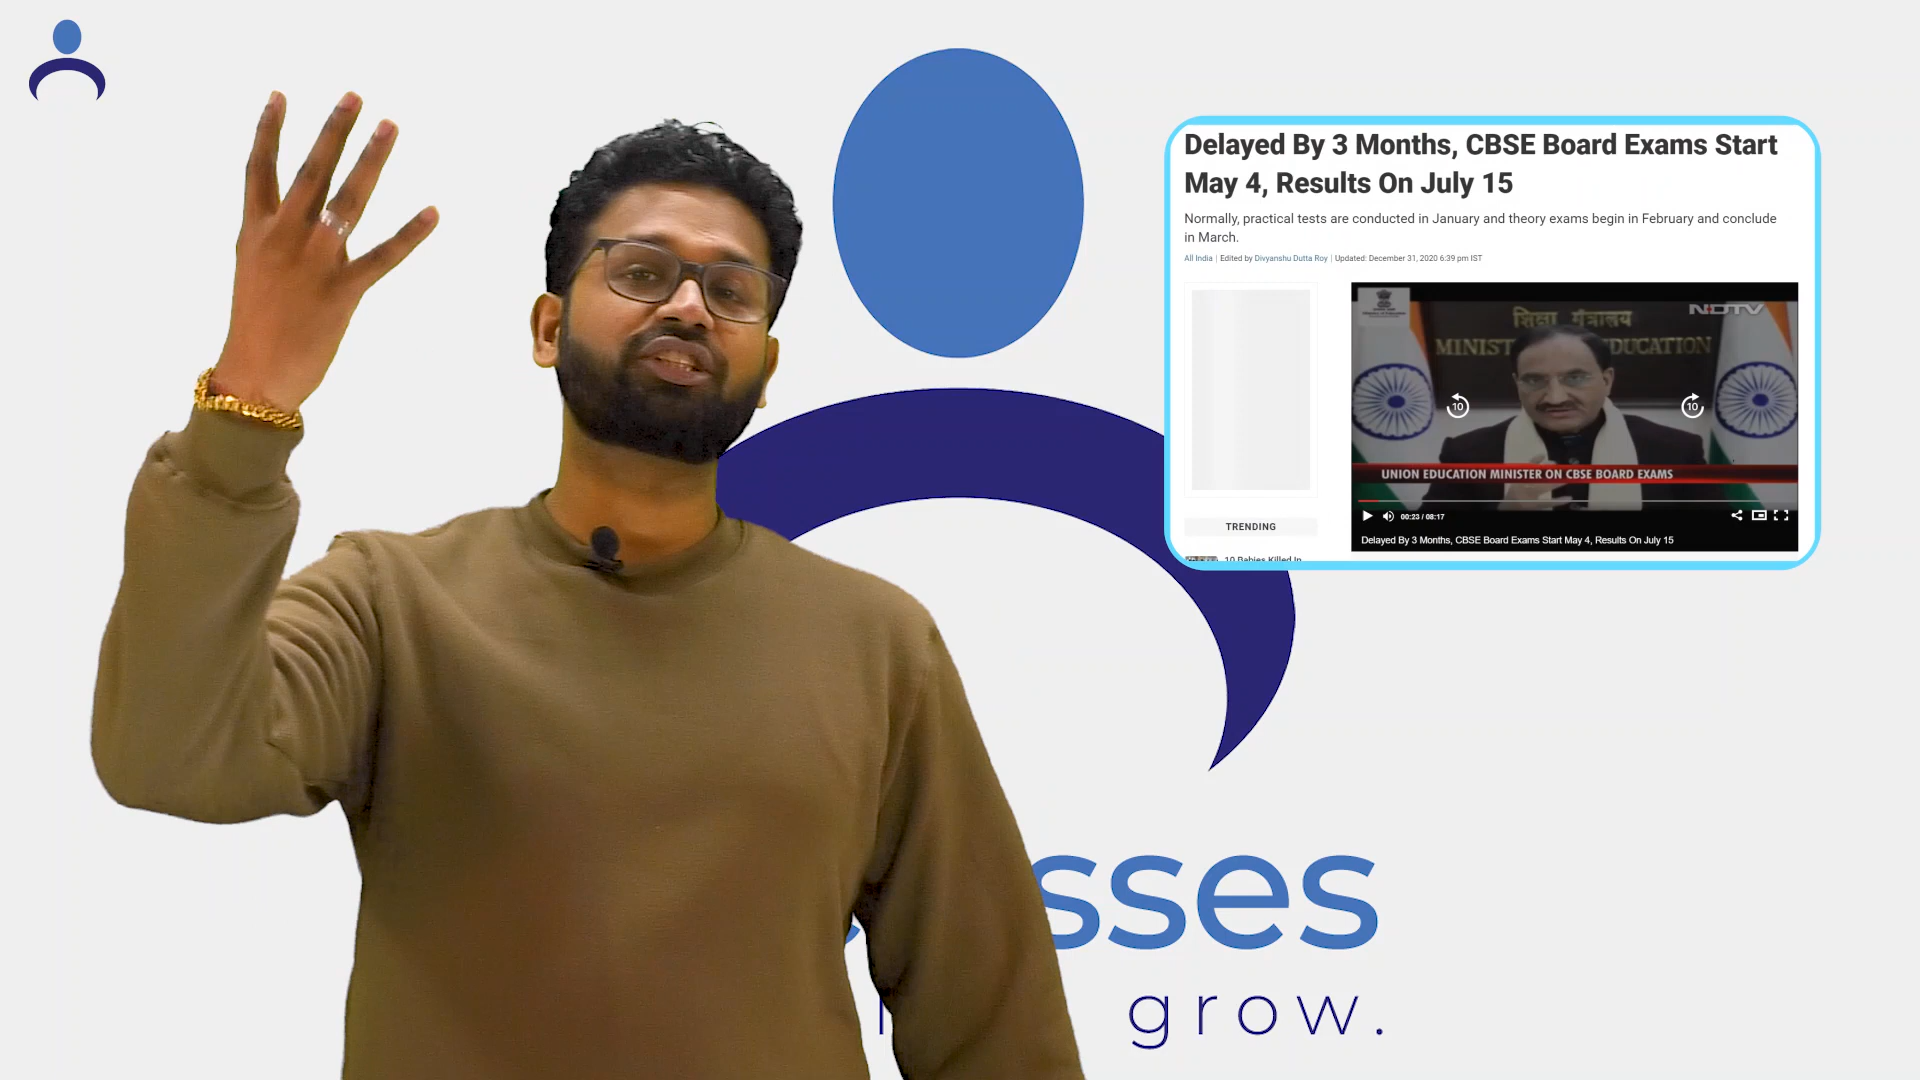 Delayed By 3 Months, CBSE Board Exams Start
May 4, Results On July 15
Normally, practical tests are conducted in January and theory exams begin in February and conclude
in March.
All India | Edited by Divyanshu Dutta Roy | Updated: December 31, 2020 6:39 pm IST
NDTV
शिक्षा मंत्रालय
MINIST DUCATION
10
10
UNION EDUCATION MINISTER ON CBSE BOARD EXAMS
00:23 / 08:17
Delayed By 3 Months, CBSE Board Exams Start May 4, Results On July 15
TRENDING
10 Babies Killed In
sses
grow.